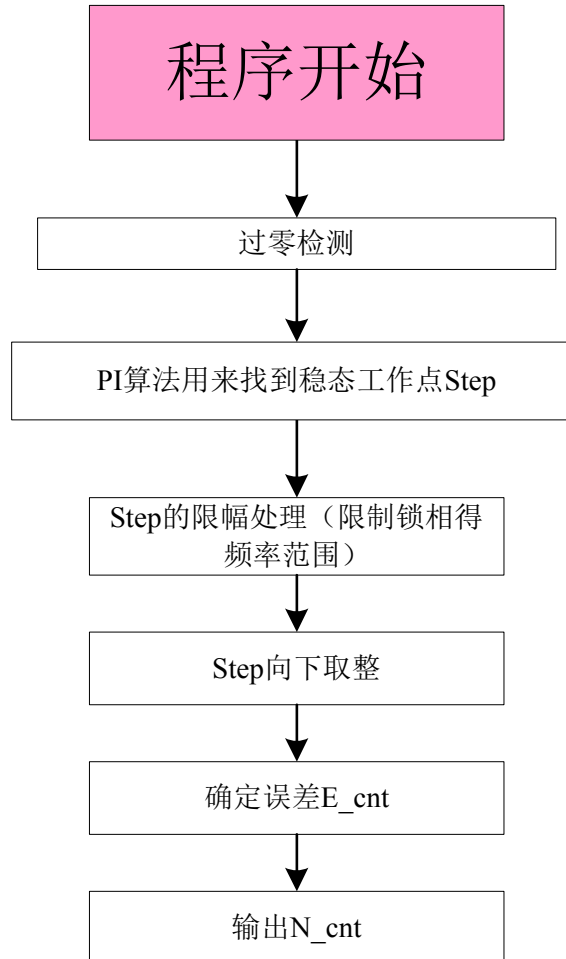 程序开始
过零检测
PI算法用来找到稳态工作点Step
Step的限幅处理（限制锁相得
频率范围）
Step向下取整
确定误差E_cnt
输出N_cnt